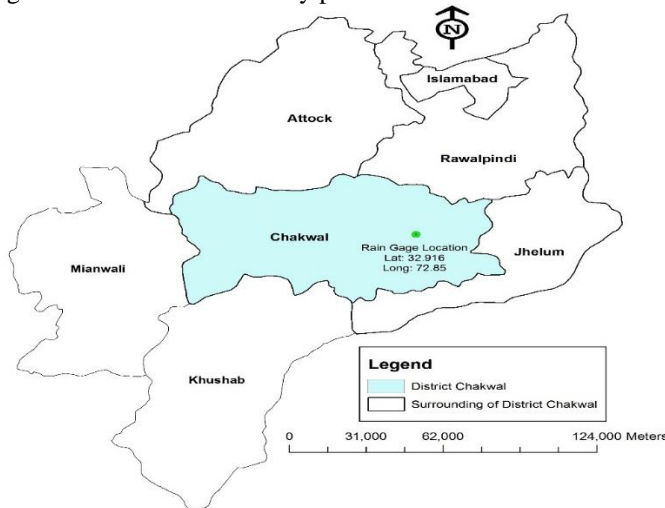 N
Islamabad
Attock
Rawalpindi
Chakwal
Rain Gage Location
Lat: 32.916
Long: 72.85
Jhelum
Mianwali
Khushab
Legend
District Chakwal
Surrounding of District Chakwal
0 31,000 62,000 124,000 Meters